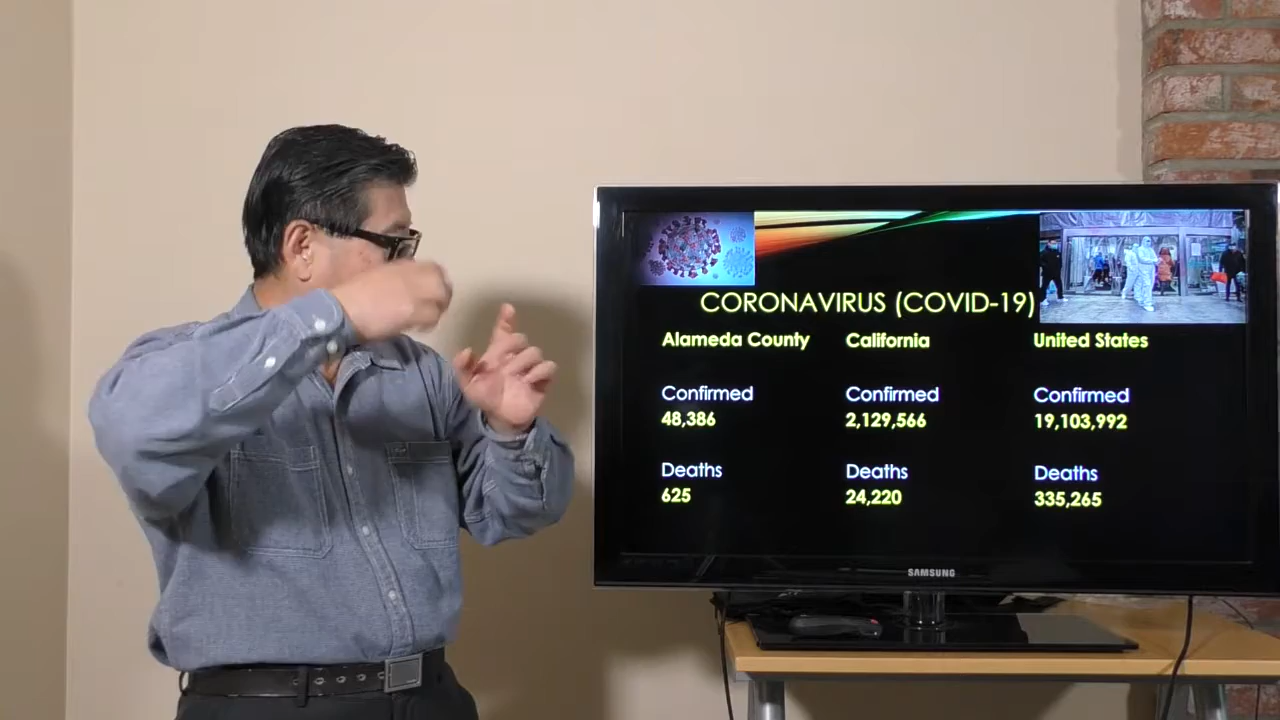 CORONAVIRUS (COVID-19)
Alameda County California United States
Confirmed Confirmed Confirmed
48,386 2,129,566 19,103,992
Deaths Deaths Deaths
625 24,220 335,265
SAMSUNG